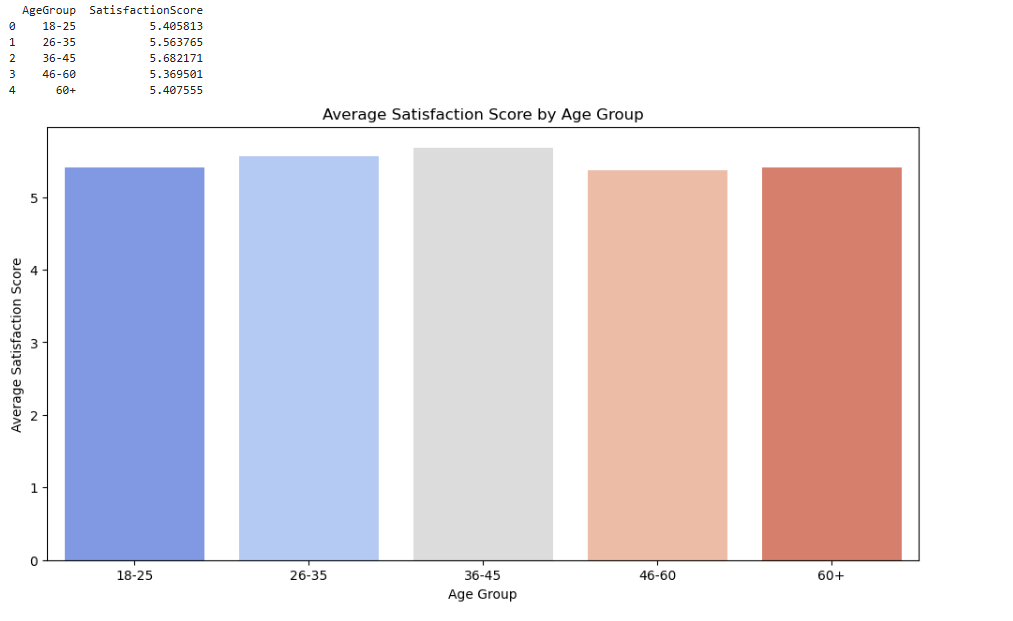 AgeGroup SatisfactionScore
0 18-25 5.405813
1 26-35 5.563765
2 36-45 5.682171
3 46-60 5.369501
4 60+ 5.407555
Average Satisfaction Score by Age Group
Average Satisfaction Score
5
4
3
2
1
0
18-25 26-35 36-45 46-60 60+
Age Group